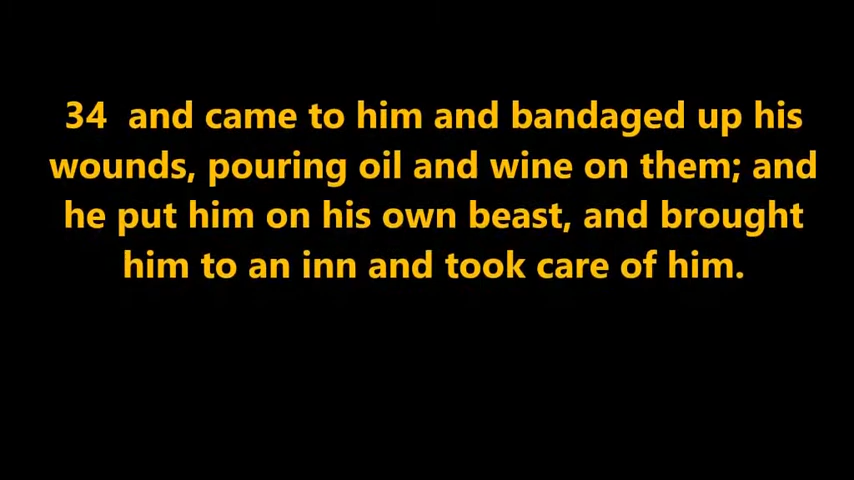 34  and came to him and bandaged up his
wounds, pouring oil and wine on them; and
he put him on his own beast, and brought
him to an inn and took care of him.